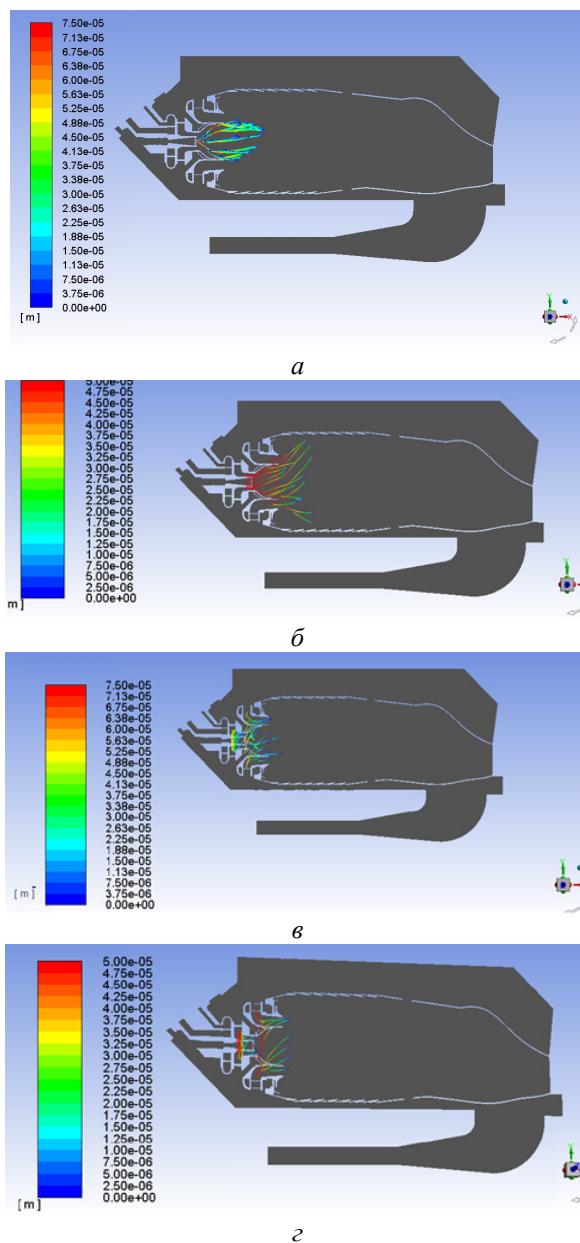 7.50e-05
7.13e-05
6.75e-05
6.38e-05
6.00e-05
5.63e-05
5.25e-05
4.88e-05
4.50e-05
4.13e-05
3.75e-05
3.38e-05
3.00e-05
2.63e-05
2.25e-05
1.88e-05
1.50e-05
1.13e-05
7.50e-06
3.75e-06
0.00e+00
[ m ]
Y
X
а
5.00e-05
4.75e-05
4.50e-05
4.25e-05
4.00e-05
3.75e-05
3.50e-05
3.25e-05
3.00e-05
2.75e-05
2.50e-05
2.25e-05
2.00e-05
1.75e-05
1.50e-05
1.25e-05
1.00e-05
7.50e-06
5.00e-06
2.50e-06
0.00e+00
m ]
Y
б
7.50e-05
7.13e-05
6.75e-05
6.38e-05
6.00e-05
5.63e-05
5.25e-05
4.88e-05
4.50e-05
4.13e-05
3.75e-05
3.38e-05
3.00e-05
2.63e-05
2.25e-05
1.88e-05
1.50e-05
1.13e-05
7.50e-06
3.75e-06
0.00e+00
[ m ]
Y
в
5.00e-05
4.75e-05
4.50e-05
4.25e-05
4.00e-05
3.75e-05
3.50e-05
3.25e-05
3.00e-05
2.75e-05
2.50e-05
2.25e-05
2.00e-05
1.75e-05
1.50e-05
1.25e-05
1.00e-05
7.50e-06
5.00e-06
2.50e-06
0.00e+00
[ m ]
Y
г